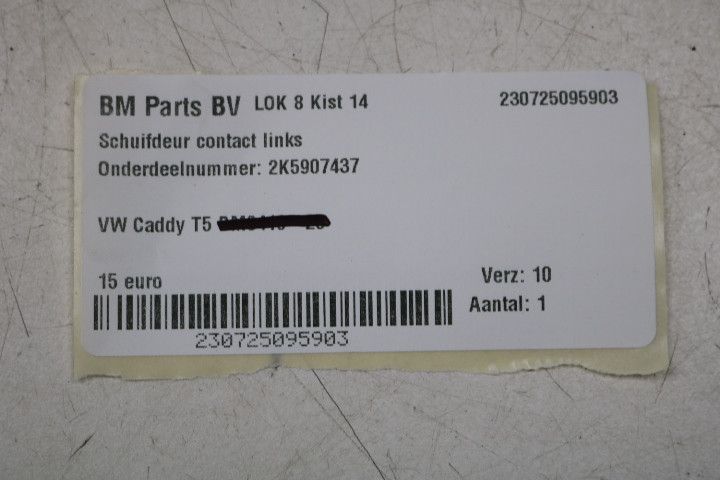 BM Parts BV LOK 8 Kist 14 230725095903
Schuifdeur contact links
Onderdeelnummer: 2K5907437
VW Caddy T5
15 euro Verz: 10
Aantal: 1
230725095903